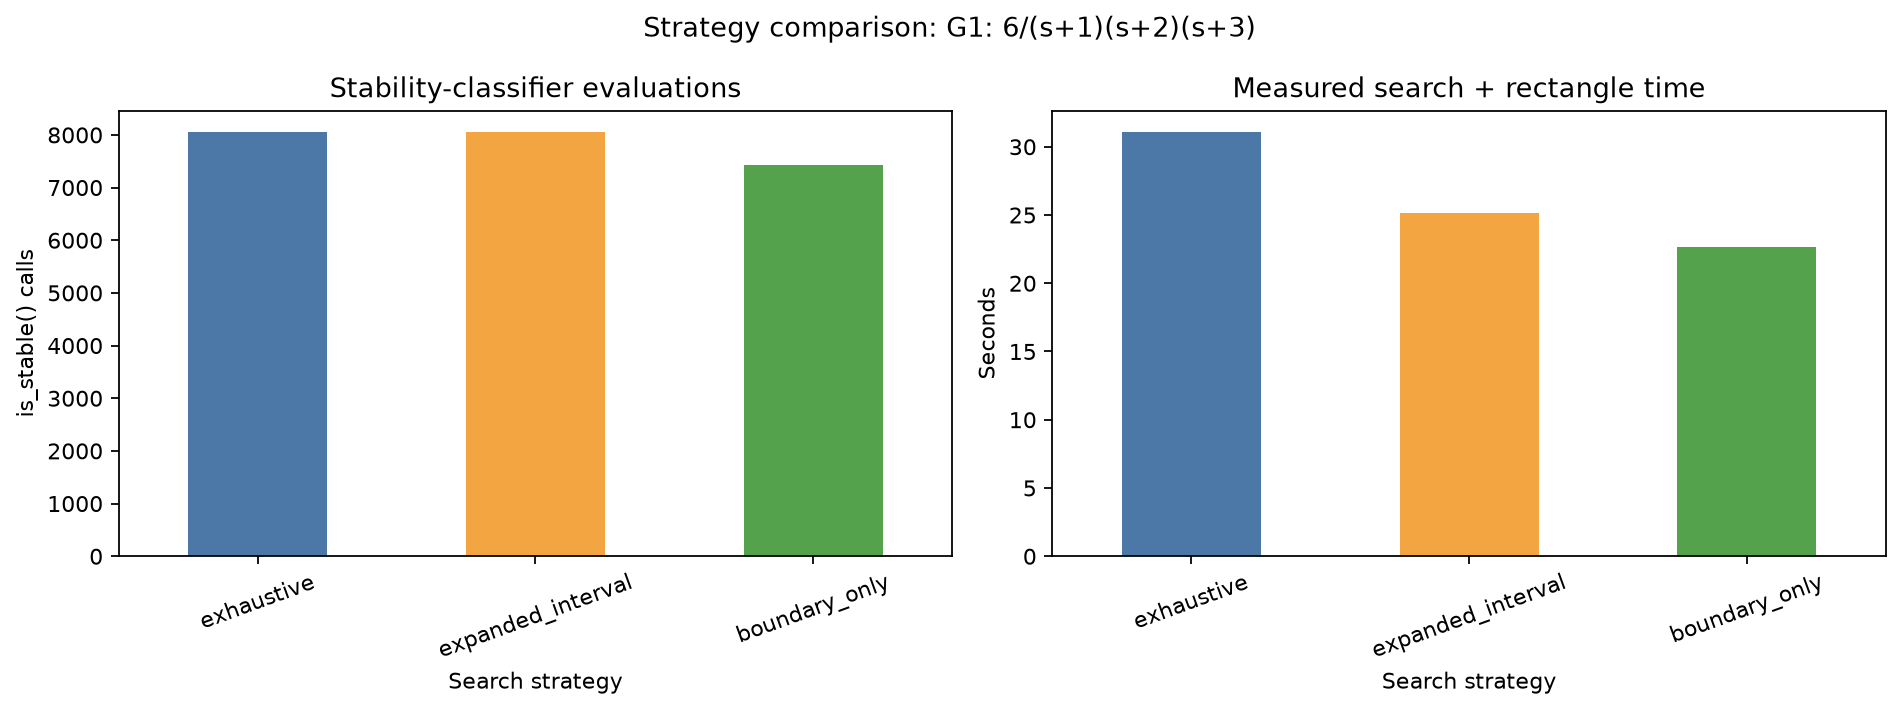 Strategy comparison: G1: 6/(s+1)(s+2)(s+3)
Stability-classifier evaluations
is_stable() calls
8000
7000
6000
5000
4000
3000
2000
1000
0
exhaustive
expanded_interval
boundary_only
Search strategy
Measured search + rectangle time
Seconds
30
25
20
15
10
5
0
exhaustive
expanded_interval
boundary_only
Search strategy